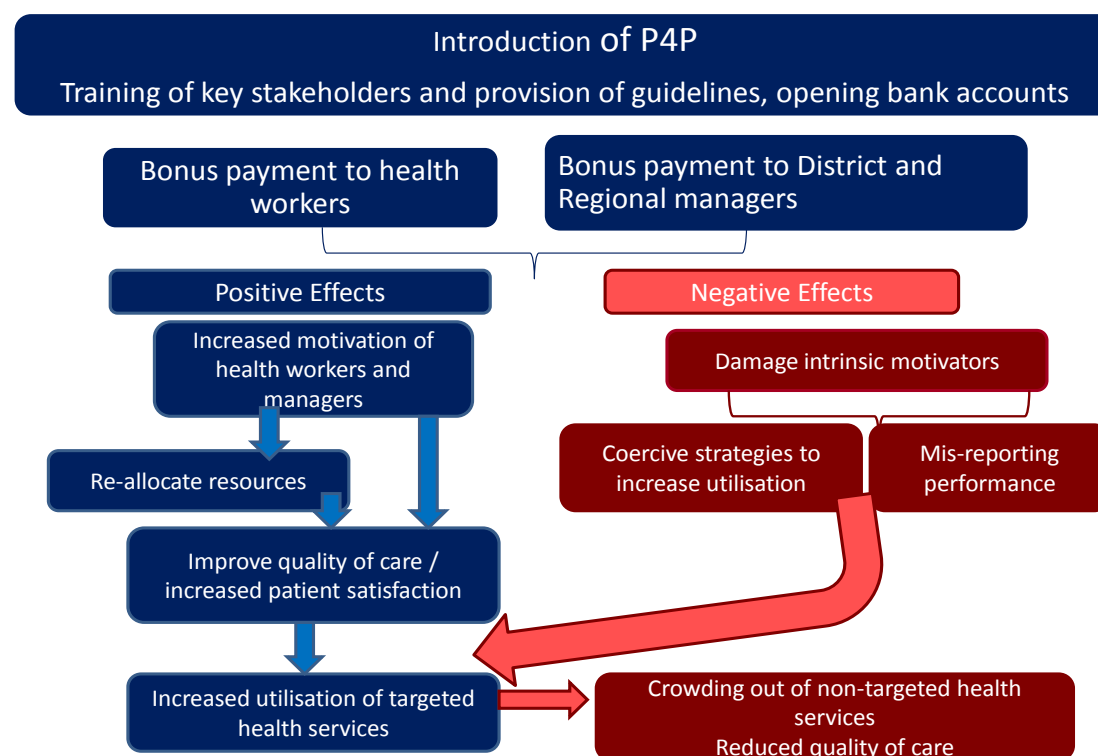 Introduction of P4P
Training of key stakeholders and provision of guidelines, opening bank accounts
Bonus payment to health
workers
Bonus payment to District and
Regional managers
Positive Effects
Negative Effects
Increased motivation of
health workers and
managers
Damage intrinsic motivators
Re-allocate resources
Coercive strategies to
increase utilisation
Mis-reporting
performance
Improve quality of care /
increased patient satisfaction
Increased utilisation of targeted
health services
Crowding out of non-targeted health
services
Reduced quality of care